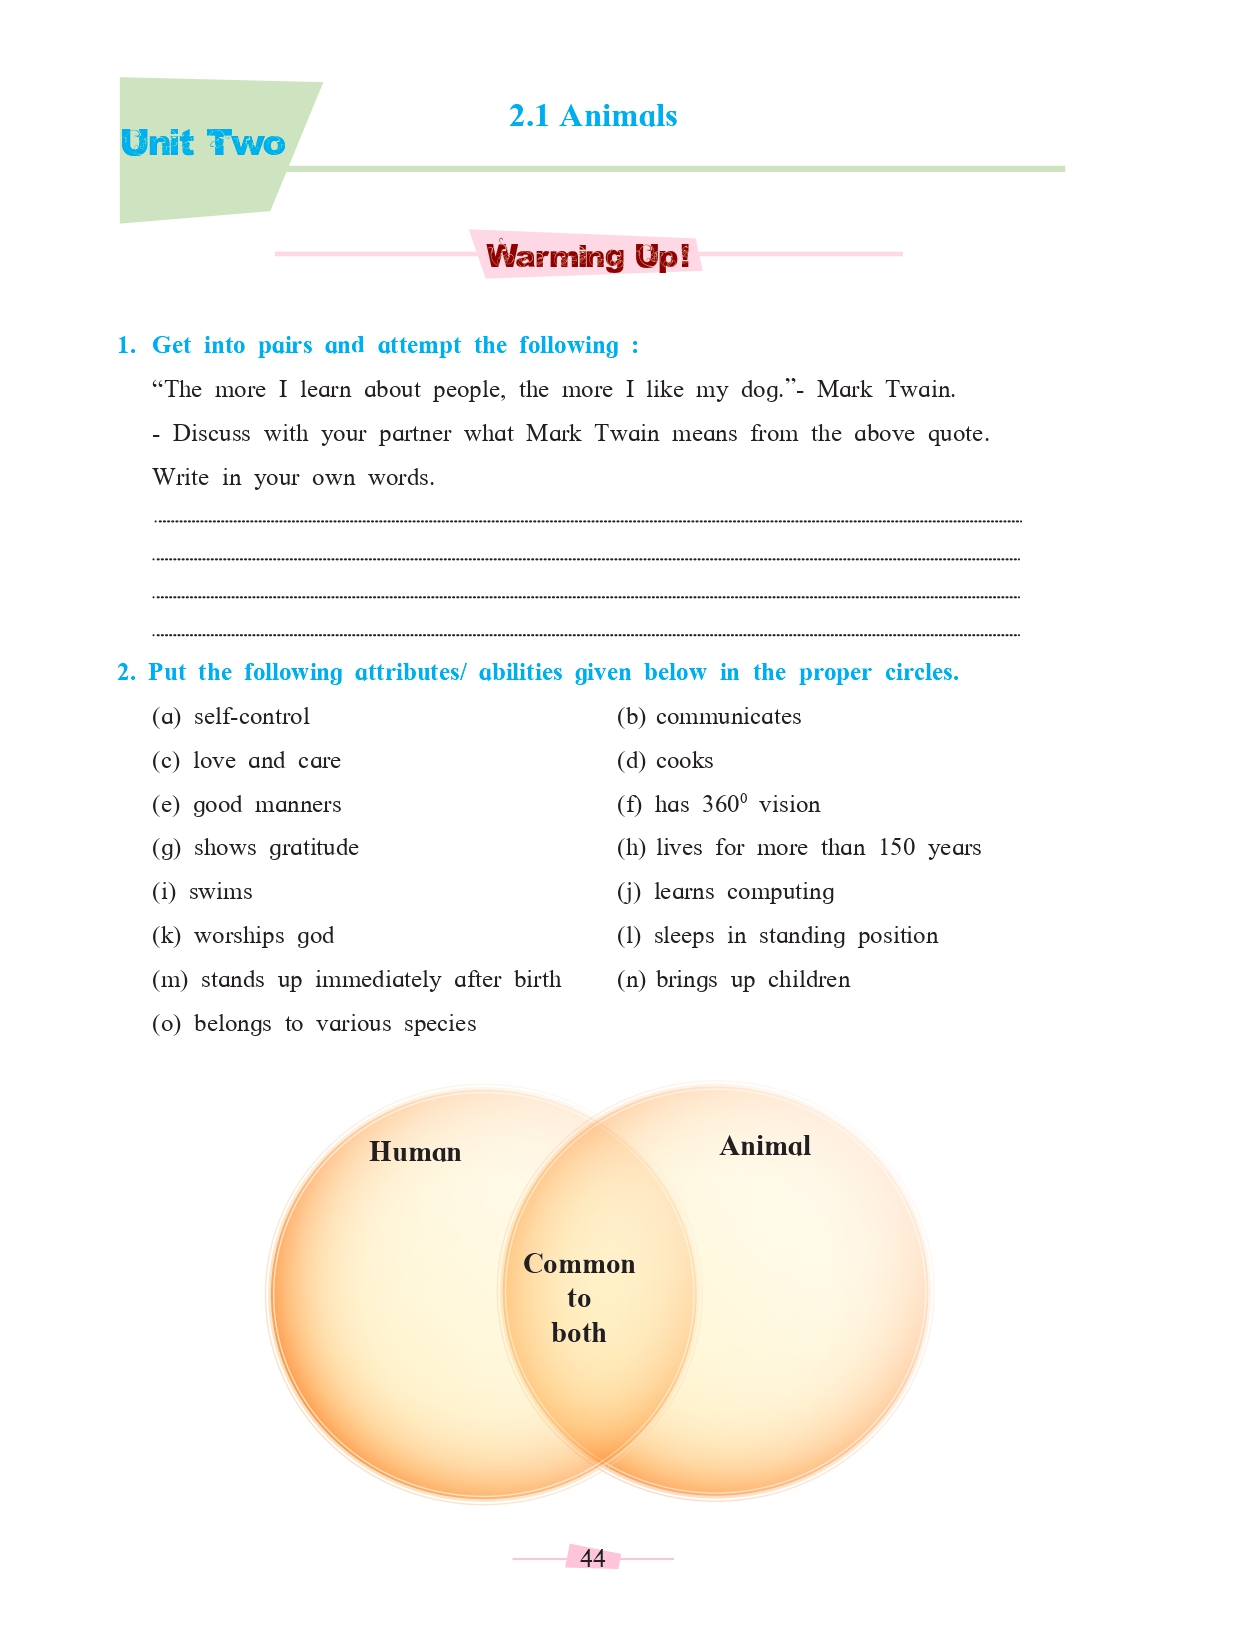 Unit Two
2.1 Animals
Warming Up!
1. Get into pairs and attempt the following :
“The more I learn about people, the more I like my dog.”- Mark Twain.
- Discuss with your partner what Mark Twain means from the above quote.
Write in your own words.
2. Put the following attributes/ abilities given below in the proper circles.
(a) self-control (b) communicates
(c) love and care (d) cooks
(e) good manners (f) has 360⁰ vision
(g) shows gratitude (h) lives for more than 150 years
(i) swims (j) learns computing
(k) worships god (l) sleeps in standing position
(m) stands up immediately after birth (n) brings up children
(o) belongs to various species
Human
Animal
Common
to
both
44